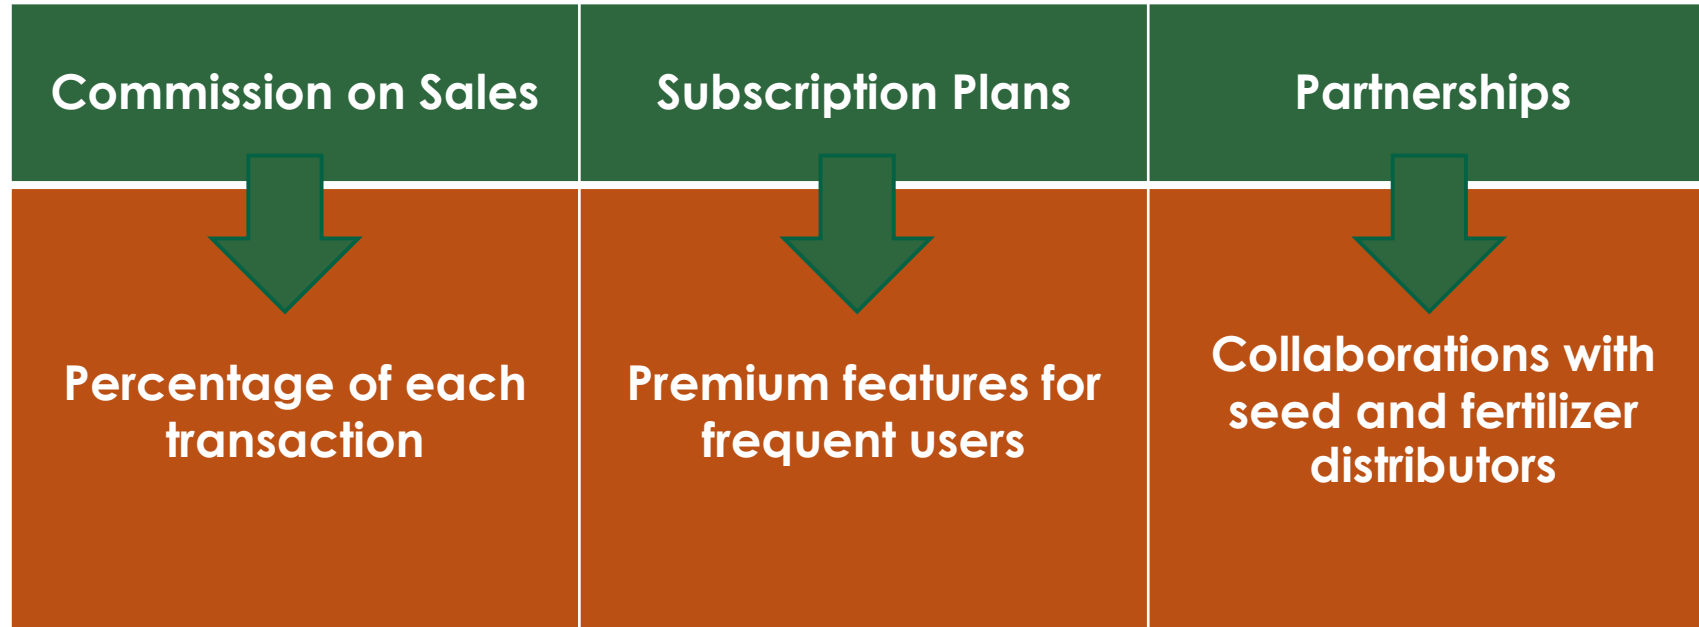 Commission on Sales
Subscription Plans
Partnerships
Percentage of each
transaction
Premium features for
frequent users
Collaborations with
seed and fertilizer
distributors